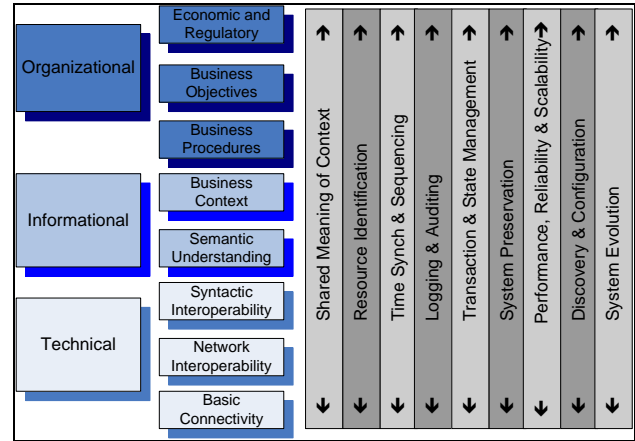 Organizational
Economic and
Regulatory
Business
Objectives
Business
Procedures
Informational
Business
Context
Semantic
Understanding
Technical
Syntactic
Interoperability
Network
Interoperability
Basic
Connectivity
Shared Meaning of Context
Resource Identification
Time Synch & Sequencing
Logging & Auditing
Transaction & State Management
System Preservation
Performance, Reliability & Scalability
Discovery & Configuration
System Evolution